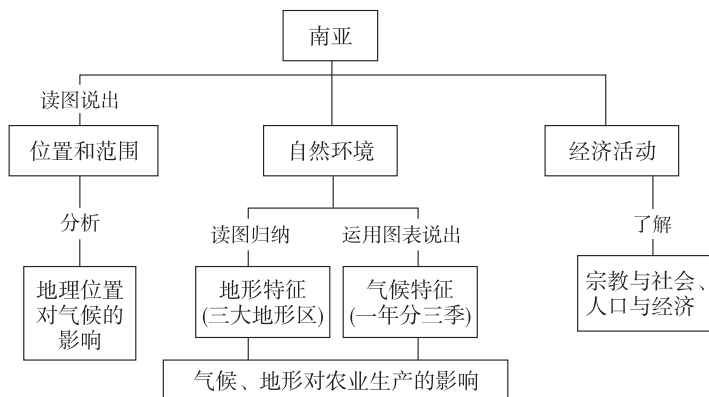 南亚
读图说出
位置和范围
自然环境
经济活动
分析
读图归纳
运用图表说出
了解
地理位置
对气候的
影响
地形特征
(三大地形区)
气候特征
(一年分三季)
宗教与社会、
人口与经济
气候、地形对农业生产的影响